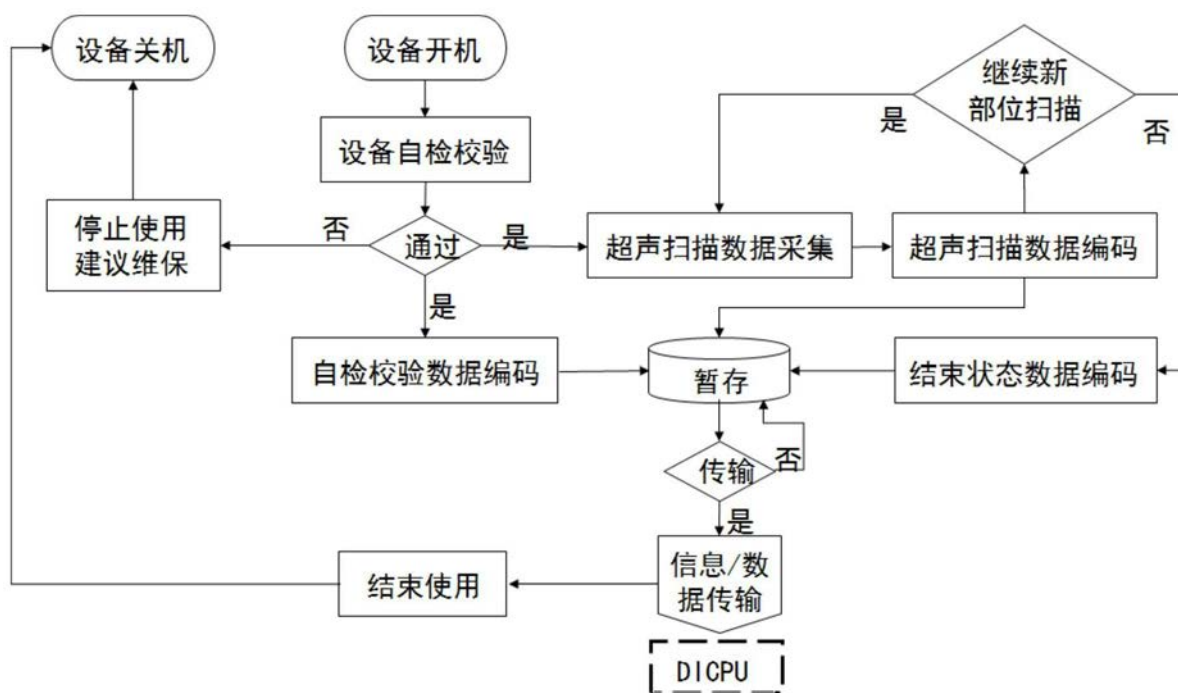 设备关机
设备开机
继续新
部位扫描
是
否
设备自检校验
停止使用
建议维保
否
通过
是
超声扫描数据采集
超声扫描数据编码
是
自检校验数据编码
暂存
结束状态数据编码
传输
否
是
结束使用
信息/数
据传输
DICPU